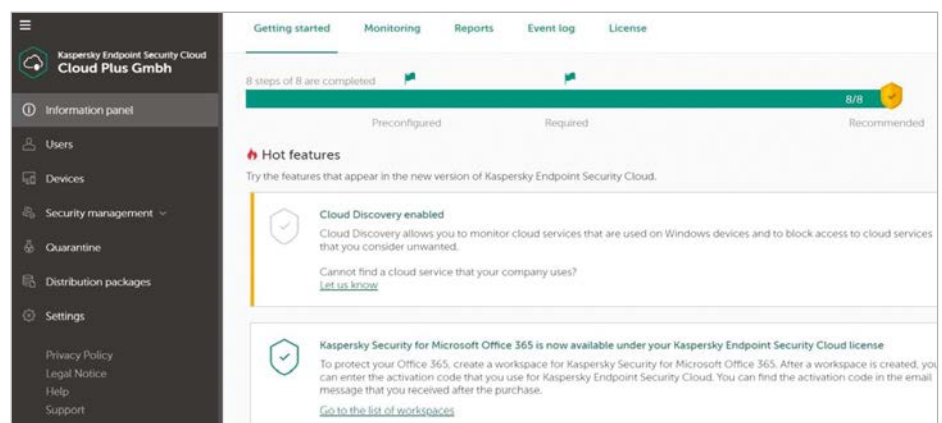 Kaspersky Endpoint Security Cloud
Cloud Plus Gmbh
Information panel
Users
Devices
Security management
Quarantine
Distribution packages
Settings
Privacy Policy
Legal Notice
Help
Support
Getting started Monitoring Reports Event log License
8 steps of 8 are completed
8/8
Preconfigured Required Recommended
Hot features
Try the features that appear in the new version of Kaspersky Endpoint Security Cloud.
Cloud Discovery enabled
Cloud Discovery allows you to monitor cloud services that are used on Windows devices and to block access to cloud services
that you consider unwanted.
Cannot find a cloud service that your company uses?
Let us know
Kaspersky Security for Microsoft Office 365 is now available under your Kaspersky Endpoint Security Cloud license
To protect your Office 365, create a workspace for Kaspersky Security for Microsoft Office 365. After a workspace is created, you
can enter the activation code that you use for Kaspersky Endpoint Security Cloud. You can find the activation code in the email
message that you received after the purchase.
Go to the list of workspaces